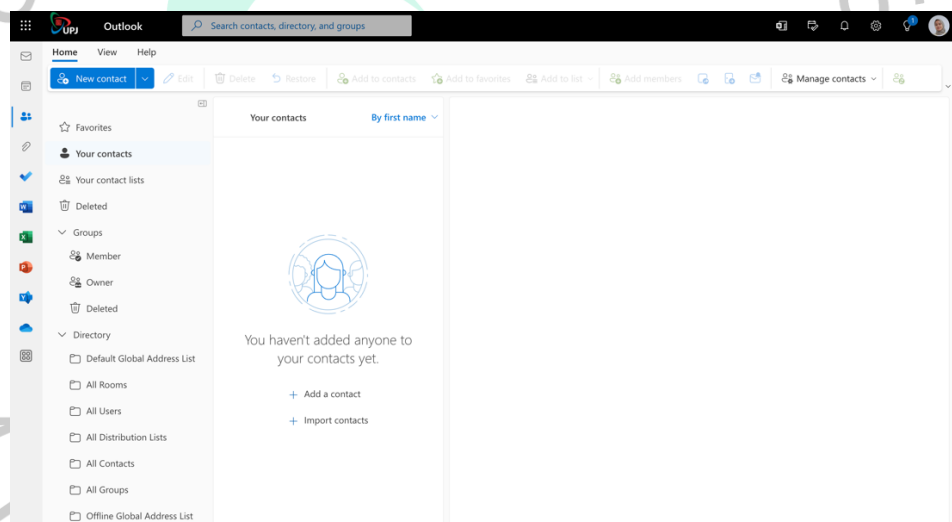 UPJ Outlook Search contacts, directory, and groups 1
Home View Help
New contact Edit Delete Restore Add to contacts Add to favorites Add to list Add members Manage contacts
Favorites
Your contacts
Your contact lists
Deleted
Groups
Member
Owner
Deleted
Directory
Default Global Address List
All Rooms
All Users
All Distribution Lists
All Contacts
All Groups
Offline Global Address List
Your contacts By first name
You haven't added anyone to
your contacts yet.
Add a contact
Import contacts